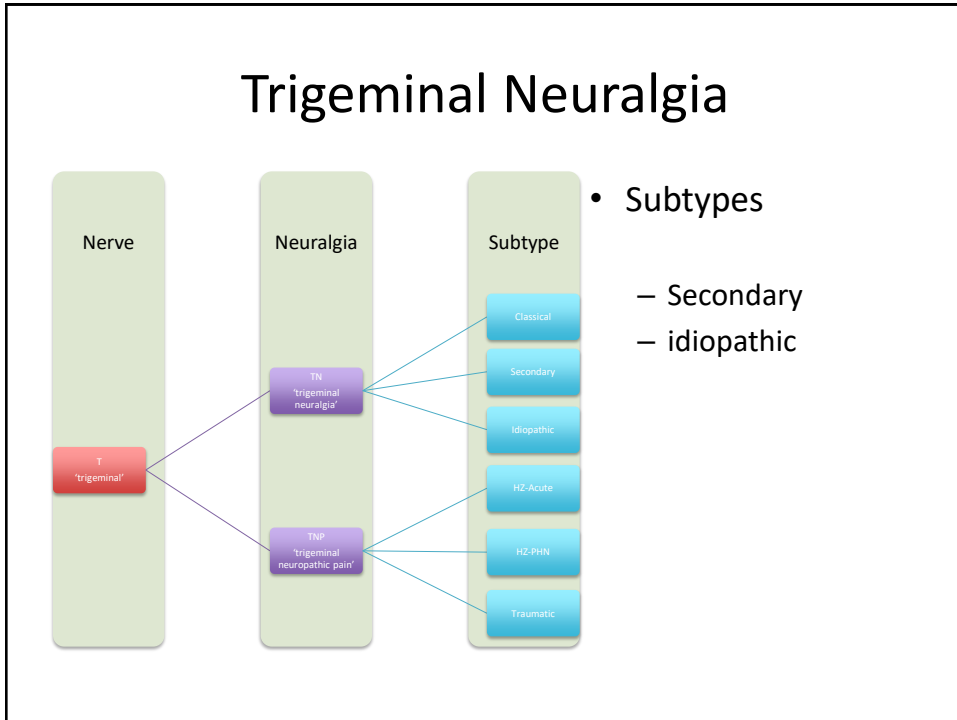 Trigeminal Neuralgia
Nerve
Neuralgia
Subtype
T
'trigeminal'
TN
'trigeminal
neuralgia'
TNP
'trigeminal
neuropathic pain'
Classical
Secondary
Idiopathic
HZ-Acute
HZ-PHN
Traumatic
• Subtypes
– Secondary
– idiopathic